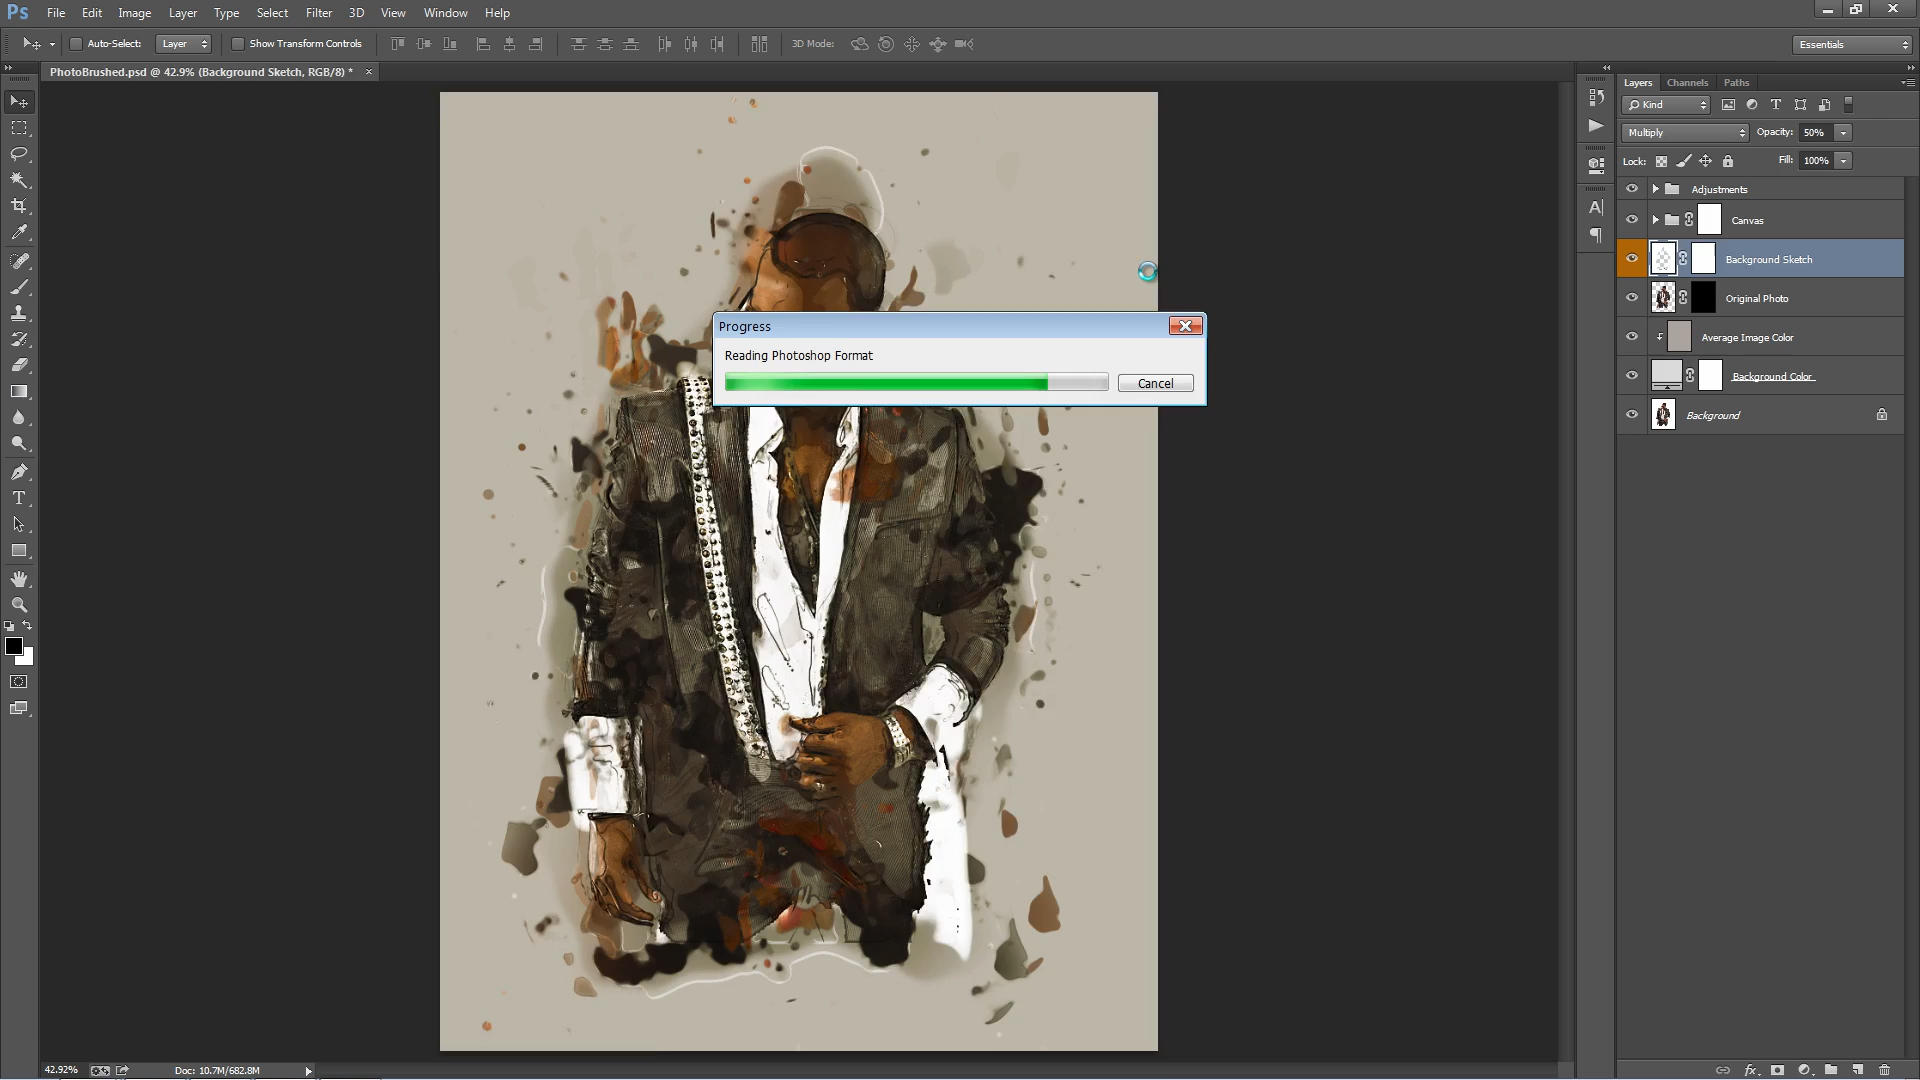 Ps File Edit Image Layer Type Select Filter 3D View Window Help
Auto-Select: Layer Show Transform Controls 3D Mode: Essentials
PhotoBrushed.psd @ 42.9% (Background Sketch, RGB/8) * ×
Layers Channels Paths
Kind
Multiply Opacity: 50%
Lock: Fill: 100%
Adjustments
Canvas
Background Sketch
Original Photo
Average Image Color
Background Color
Background
Progress
Reading Photoshop Format
Cancel
42.92% Doc: 10.7M/682.8M